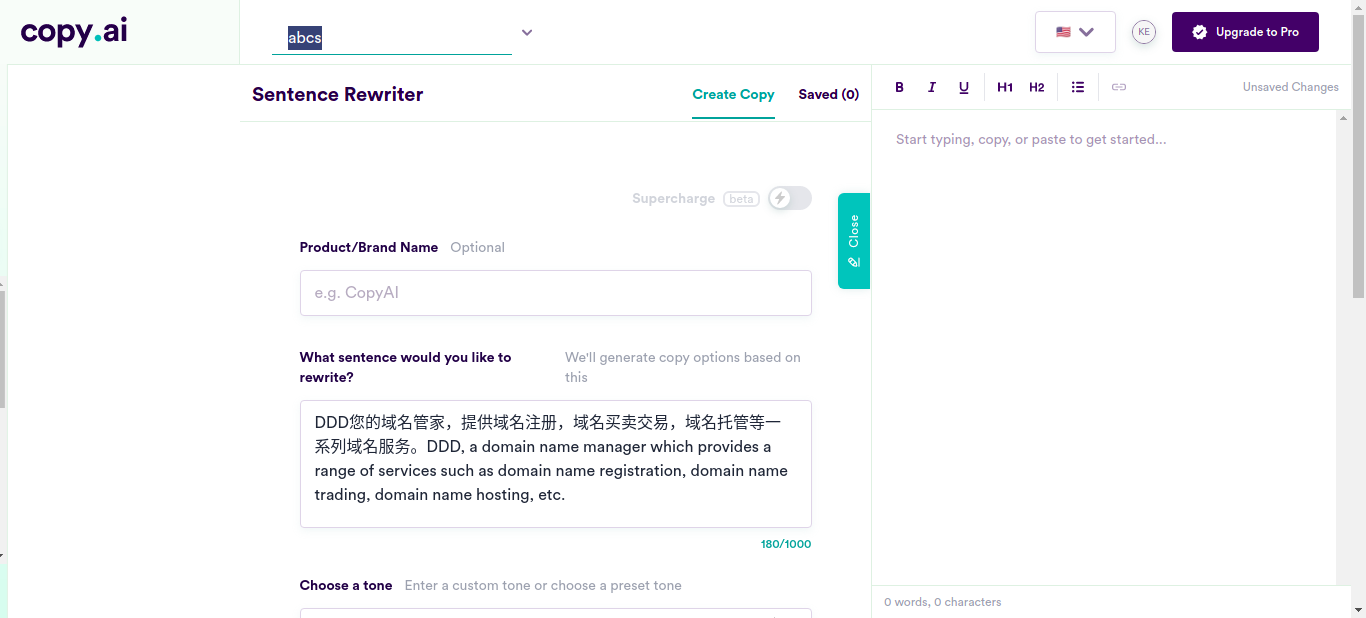 copy.ai
abcs
KE
Upgrade to Pro
Sentence Rewriter
Create Copy
Saved (0)
B I U H1 H2
Unsaved Changes
Start typing, copy, or paste to get started...
Supercharge beta
Close
Product/Brand Name Optional
e.g. CopyAI
What sentence would you like to
rewrite?
We'll generate copy options based on
this
DDD您的域名管家，提供域名注册，域名买卖交易，域名托管等一
系列域名服务。DDD, a domain name manager which provides a
range of services such as domain name registration, domain name
trading, domain name hosting, etc.
180/1000
Choose a tone Enter a custom tone or choose a preset tone
0 words, 0 characters